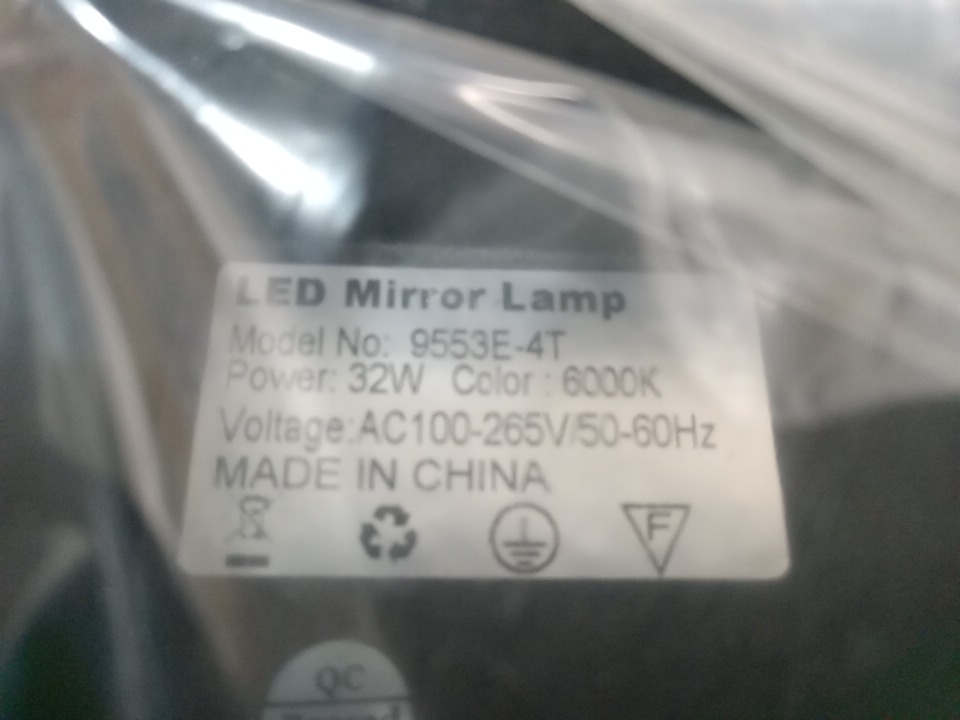 LED Mirror Lamp
Model No: 9553E-4T
Power: 32W Color : 6000K
Voltage:AC100-265V/50-60Hz
MADE IN CHINA
F
QC